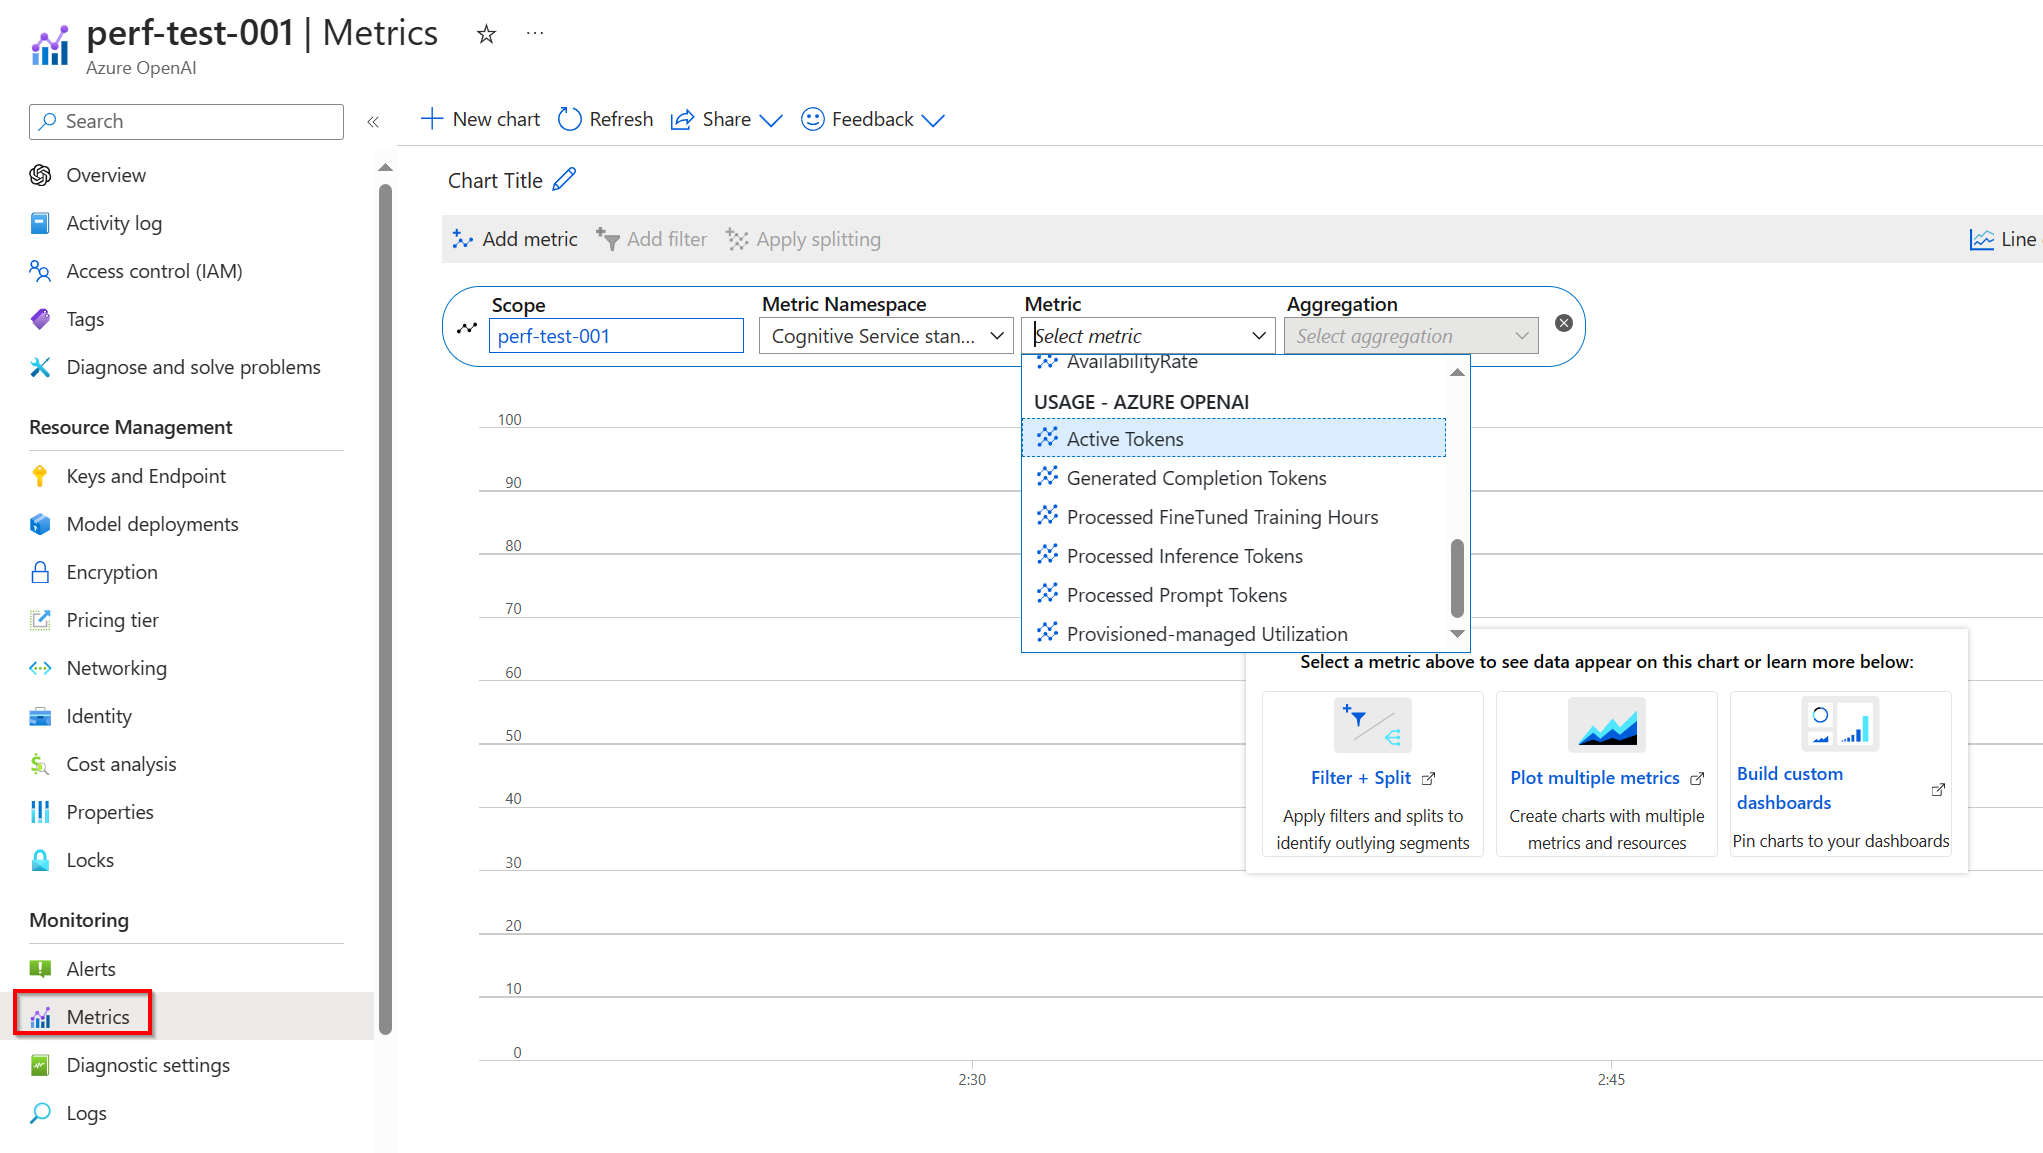 perf-test-001 | Metrics
Azure OpenAI
Search
Overview
Activity log
Access control (IAM)
Tags
Diagnose and solve problems
Resource Management
Keys and Endpoint
Model deployments
Encryption
Pricing tier
Networking
Identity
Cost analysis
Properties
Locks
Monitoring
Alerts
Metrics
Diagnostic settings
Logs
New chart Refresh Share Feedback
Chart Title
Add metric Add filter Apply splitting Line
Scope Metric Namespace Metric Aggregation
perf-test-001 Cognitive Service stan... Select metric Select aggregation
AvailabilityRate
USAGE - AZURE OPENAI
Active Tokens
Generated Completion Tokens
Processed FineTuned Training Hours
Processed Inference Tokens
Processed Prompt Tokens
Provisioned-managed Utilization
100
90
80
70
60
50
40
30
20
10
0
2:30 2:45
Select a metric above to see data appear on this chart or learn more below:
Filter + Split
Apply filters and splits to
identify outlying segments
Plot multiple metrics
Create charts with multiple
metrics and resources
Build custom
dashboards
Pin charts to your dashboards